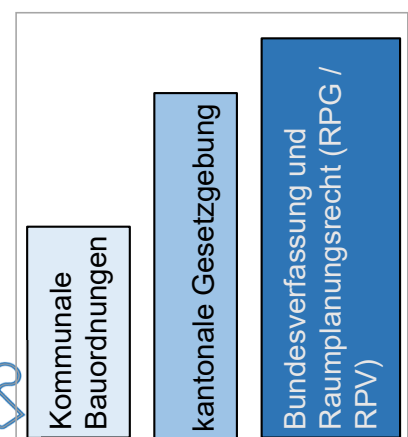 Kommunale
Bauordnungen
kantonale Gesetzgebung
Bundesverfassung und
Raumplanungsrecht (RPG /
RPV)